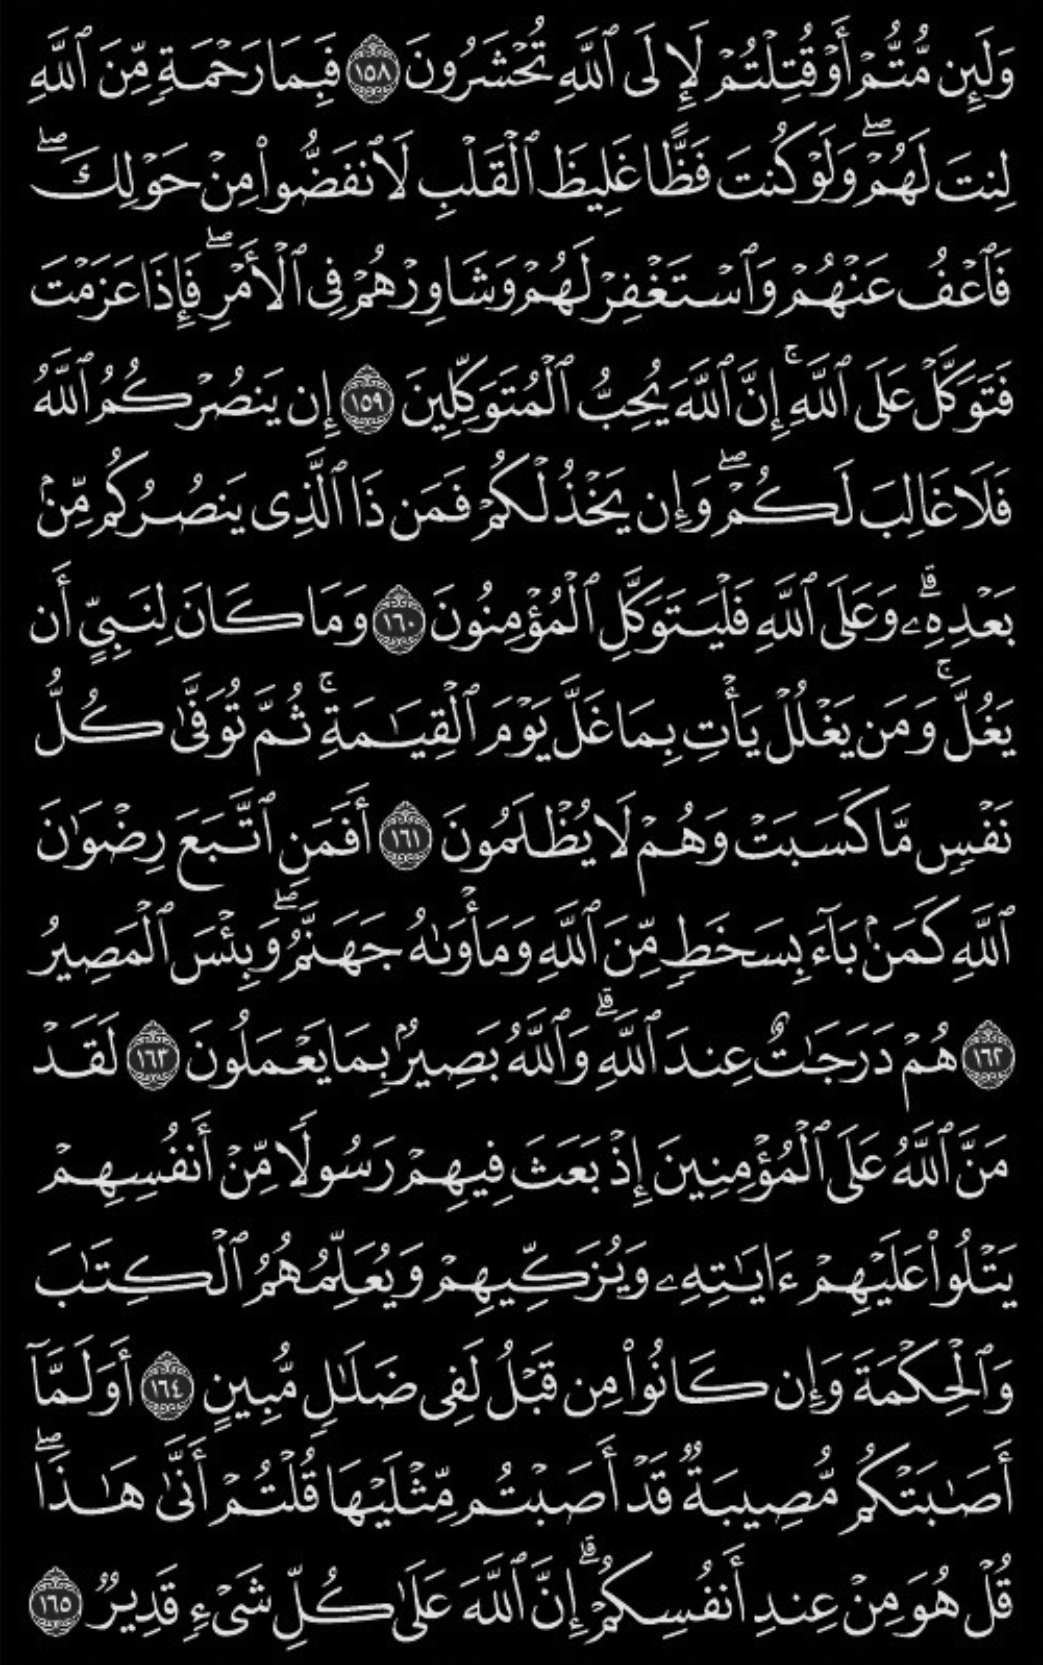 وَلَئِن مُّتُّمْ أَوْ قُتِلْتُمْ لَإِلَى ٱللَّهِ تُحْشَرُونَ ١٥٨ فَبِمَا رَحْمَةٍ مِّنَ ٱللَّهِ
لِنتَ لَهُمْ ۖ وَلَوْ كُنتَ فَظًّا غَلِيظَ ٱلْقَلْبِ لَٱنفَضُّوا۟ مِنْ حَوْلِكَ ۖ
فَٱعْفُ عَنْهُمْ وَٱسْتَغْفِرْ لَهُمْ وَشَاوِرْهُمْ فِى ٱلْأَمْرِ ۖ فَإِذَا عَزَمْتَ
فَتَوَكَّلْ عَلَى ٱللَّهِ ۚ إِنَّ ٱللَّهَ يُحِبُّ ٱلْمُتَوَكِّلِينَ ١٥٩ إِن يَنصُرْكُمُ ٱللَّهُ
فَلَا غَالِبَ لَكُمْ ۖ وَإِن يَخْذُلْكُمْ فَمَن ذَا ٱلَّذِى يَنصُرُكُم مِّنۢ
بَعْدِهِۦ ۗ وَعَلَى ٱللَّهِ فَلْيَتَوَكَّلِ ٱلْمُؤْمِنُونَ ١٦٠ وَمَا كَانَ لِنَبِىٍّ أَن
يَغُلَّ ۚ وَمَن يَغْلُلْ يَأْتِ بِمَا غَلَّ يَوْمَ ٱلْقِيَـٰمَةِ ۚ ثُمَّ تُوَفَّىٰ كُلُّ
نَفْسٍ مَّا كَسَبَتْ وَهُمْ لَا يُظْلَمُونَ ١٦١ أَفَمَنِ ٱتَّبَعَ رِضْوَٰنَ
ٱللَّهِ كَمَنۢ بَآءَ بِسَخَطٍ مِّنَ ٱللَّهِ وَمَأْوَىٰهُ جَهَنَّمُ ۖ وَبِئْسَ ٱلْمَصِيرُ
١٦٢ هُمْ دَرَجَـٰتٌ عِندَ ٱللَّهِ ۗ وَٱللَّهُ بَصِيرٌۢ بِمَا يَعْمَلُونَ ١٦٣ لَقَدْ
مَنَّ ٱللَّهُ عَلَى ٱلْمُؤْمِنِينَ إِذْ بَعَثَ فِيهِمْ رَسُولًا مِّنْ أَنفُسِهِمْ
يَتْلُوا۟ عَلَيْهِمْ ءَايَـٰتِهِۦ وَيُزَكِّيهِمْ وَيُعَلِّمُهُمُ ٱلْكِتَـٰبَ
وَٱلْحِكْمَةَ وَإِن كَانُوا۟ مِن قَبْلُ لَفِى ضَلَـٰلٍ مُّبِينٍ ١٦٤ أَوَلَمَّآ
أَصَـٰبَتْكُم مُّصِيبَةٌ قَدْ أَصَبْتُم مِّثْلَيْهَا قُلْتُمْ أَنَّىٰ هَـٰذَا ۖ
قُلْ هُوَ مِنْ عِندِ أَنفُسِكُمْ ۗ إِنَّ ٱللَّهَ عَلَىٰ كُلِّ شَىْءٍ قَدِيرٌ ١٦٥